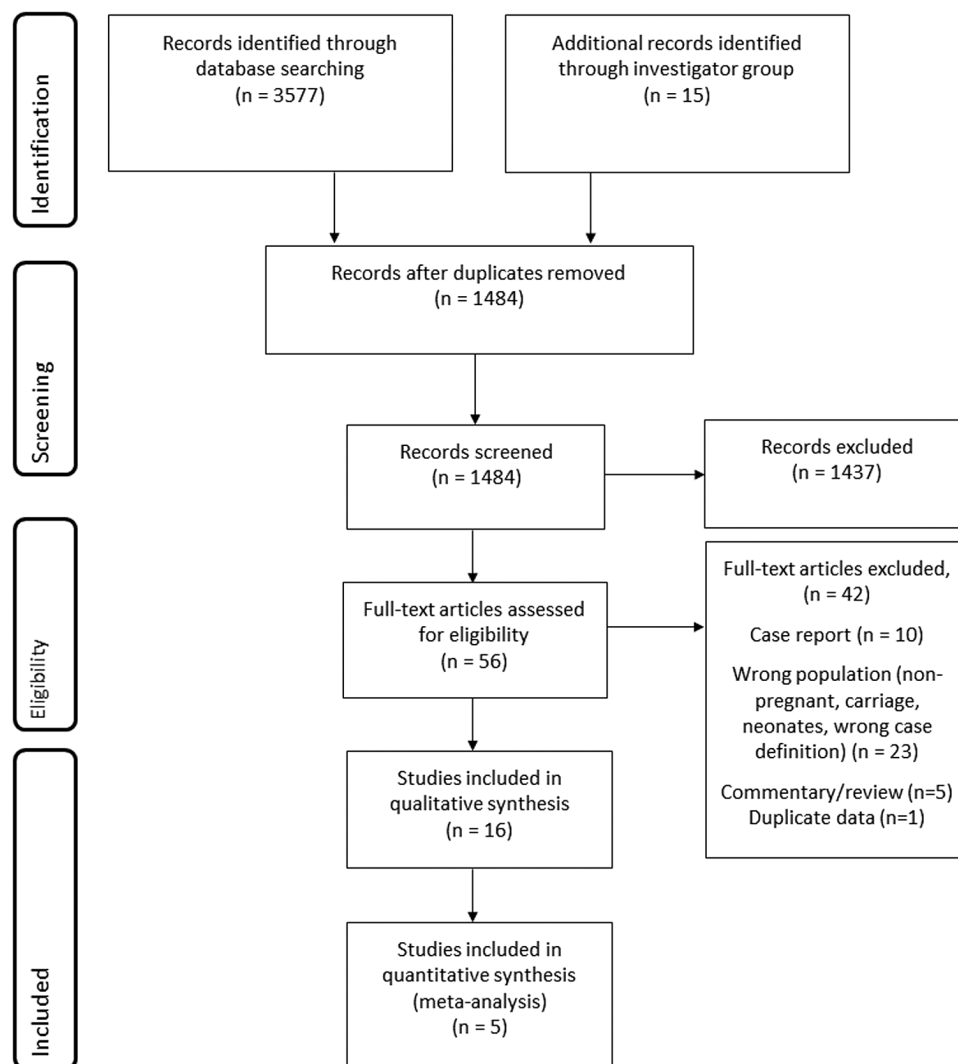 Identification
Records identified through
database searching
(n = 3577)
Additional records identified
through investigator group
(n = 15)
Screening
Records after duplicates removed
(n = 1484)
Records screened
(n = 1484)
Records excluded
(n = 1437)
Eligibility
Full-text articles assessed
for eligibility
(n = 56)
Full-text articles excluded,
(n = 42)
Case report (n = 10)
Wrong population (non-
pregnant, carriage,
neonates, wrong case
definition) (n = 23)
Commentary/review (n=5)
Duplicate data (n=1)
Included
Studies included in
qualitative synthesis
(n = 16)
Studies included in
quantitative synthesis
(meta-analysis)
(n = 5)